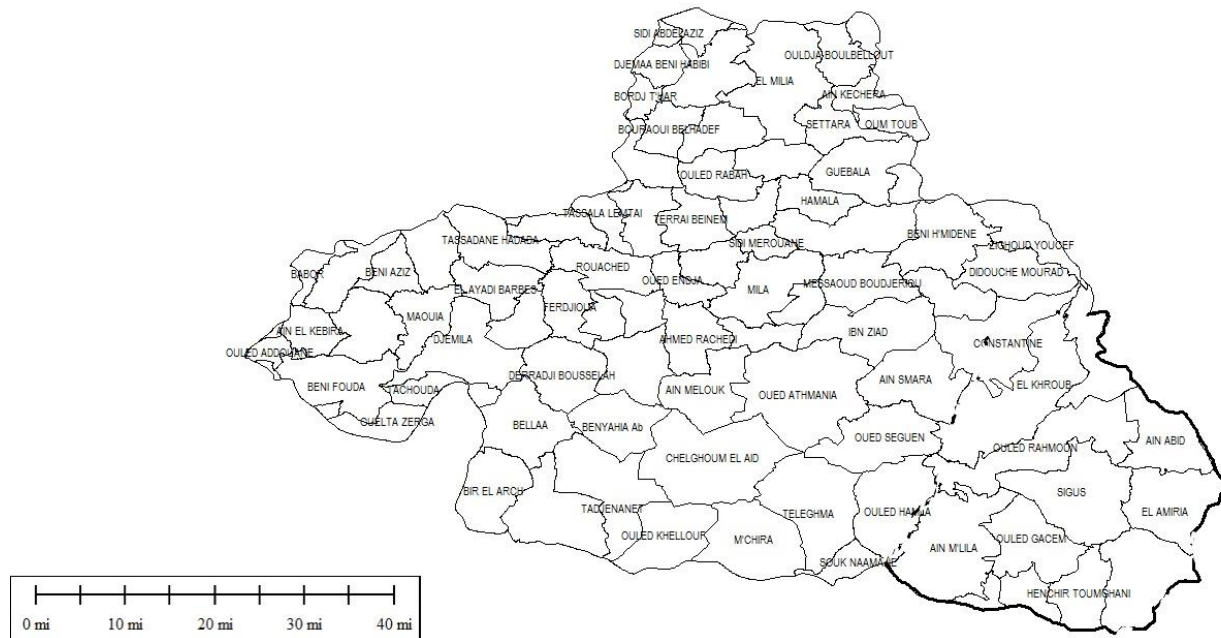 SIDI ABDELAZIZ
OULDJA-BOULBELLOUT
DJEMAA BENI HABIBI
EL MILIA
BORDJ T'HAR
AIN KECHERA
BOURAOUI BELHADEF
SETTARA
OUM TOUB
OULED RABAH
GUEBALA
HAMALA
TASSALA LEMTAI
TERRAI BEINEM
TASSADANE HADADA
SIDI MEROUANE
BENI H'MIDENE
ZIGHOUD YOUCEF
BABOR
BENI AZIZ
ROUACHED
OUED ENDJA
DIDOUCHE MOURAD
EL AYADI BARBES
MILA
MESSAOUD BOUDJERIOU
MAOUIA
FERDJIOUA
AIN EL KEBIRA
DJEMILA
AHMED RACHEDI
IBN ZIAD
CONSTANTINE
OULED ADDOUANE
DERRADJI BOUSSELAH
AIN SMARA
EL KHROUB
BENI FOUDA
TACHOUDA
AIN MELOUK
OUED ATHMANIA
GUELTA ZERGA
BELLAA
BENYAHIA Ab
OUED SEGUEN
OULED RAHMOUN
AIN ABID
CHELGHOUM EL AID
BIR EL ARCH
SIGUS
TADJENANET
TELEGHMA
OULED HAMLA
EL AMIRIA
OULED KHELLOUF
M'CHIRA
AIN M'LILA
OULED GACEM
SOUK NAAMANE
HENCHIR TOUMGHANI
0 mi 10 mi 20 mi 30 mi 40 mi